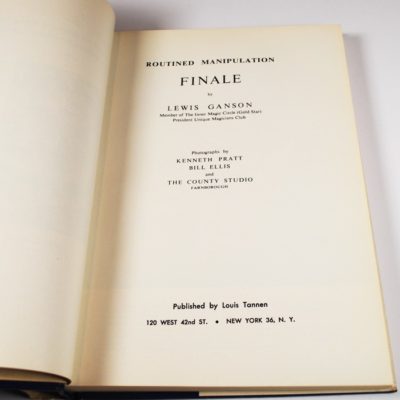 ROUTINED MANIPULATION
FINALE
by
LEWIS GANSON
Member of The Inner Magic Circle (Gold Star)
President Unique Magicians Club
Photographs by
KENNETH PRATT
BILL ELLIS
and
THE COUNTY STUDIO
FARNBOROUGH
Published by Louis Tannen
120 WEST 42nd ST. • NEW YORK 36, N. Y.